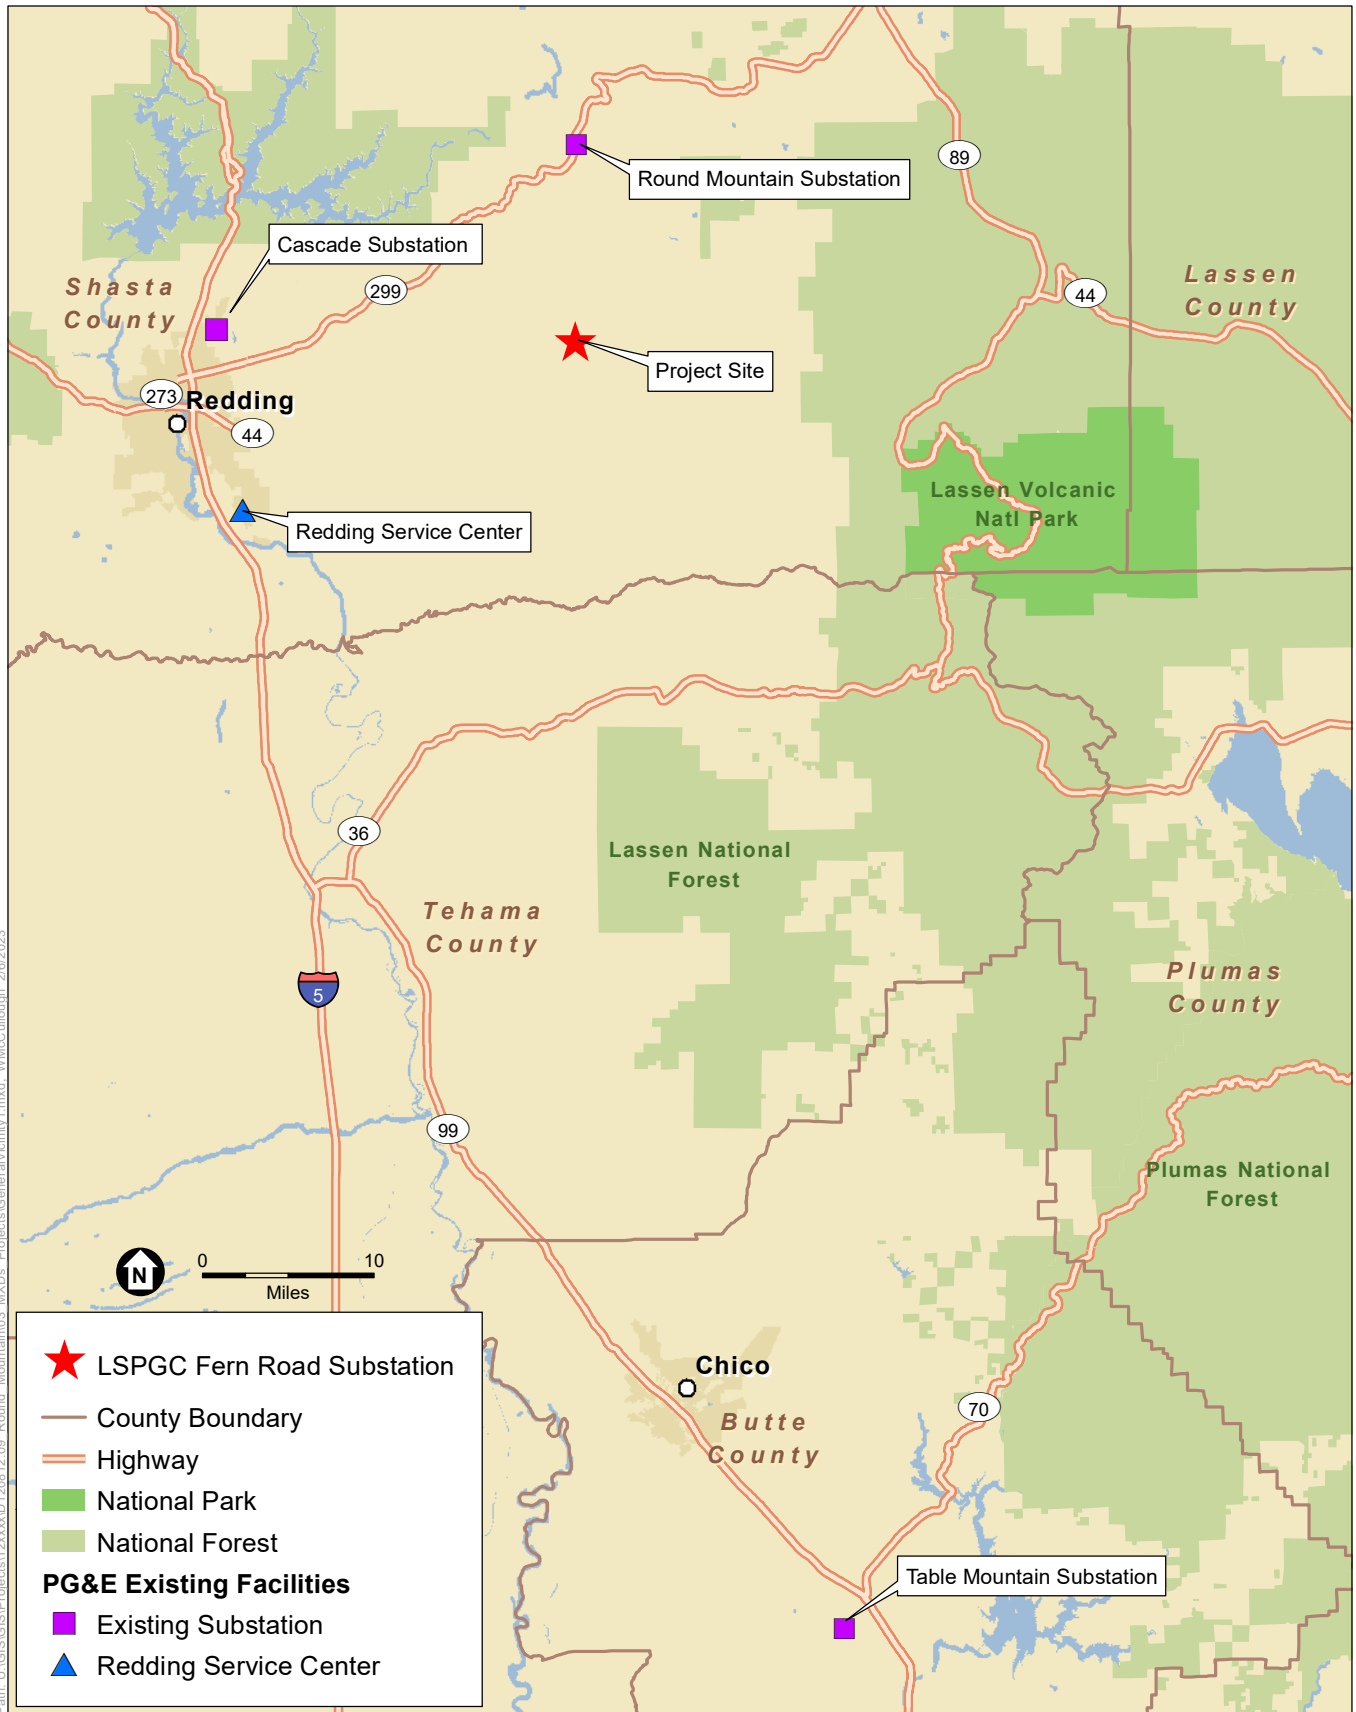 Round Mountain Substation
89
Cascade Substation
Shasta
County
299
44
Lassen
County
Project Site
273
Redding
44
Lassen Volcanic
Natl Park
Redding Service Center
36
Lassen National
Forest
Tehama
County
5
Plumas
County
99
Plumas National
Forest
N
0 10
Miles
Chico
Butte
County
70
Table Mountain Substation
LSPGC Fern Road Substation
County Boundary
Highway
National Park
National Forest
PG&E Existing Facilities
Existing Substation
Redding Service Center